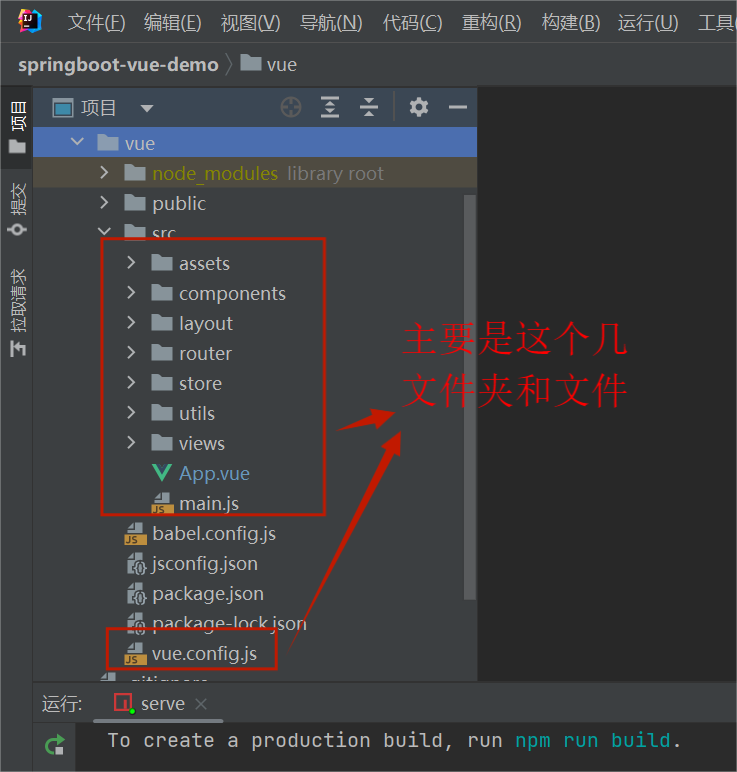 文件(F) 编辑(E) 视图(V) 导航(N) 代码(C) 重构(R) 构建(B) 运行(U) 工具
springboot-vue-demo vue
项目
项目
提交
拉取请求
vue
node_modules library root
public
src
assets
components
layout
router
store
utils
views
App.vue
main.js
babel.config.js
jsconfig.json
package.json
package-lock.json
vue.config.js
.gitignore
主要是这个几
文件夹和文件
运行: serve
To create a production build, run npm run build.